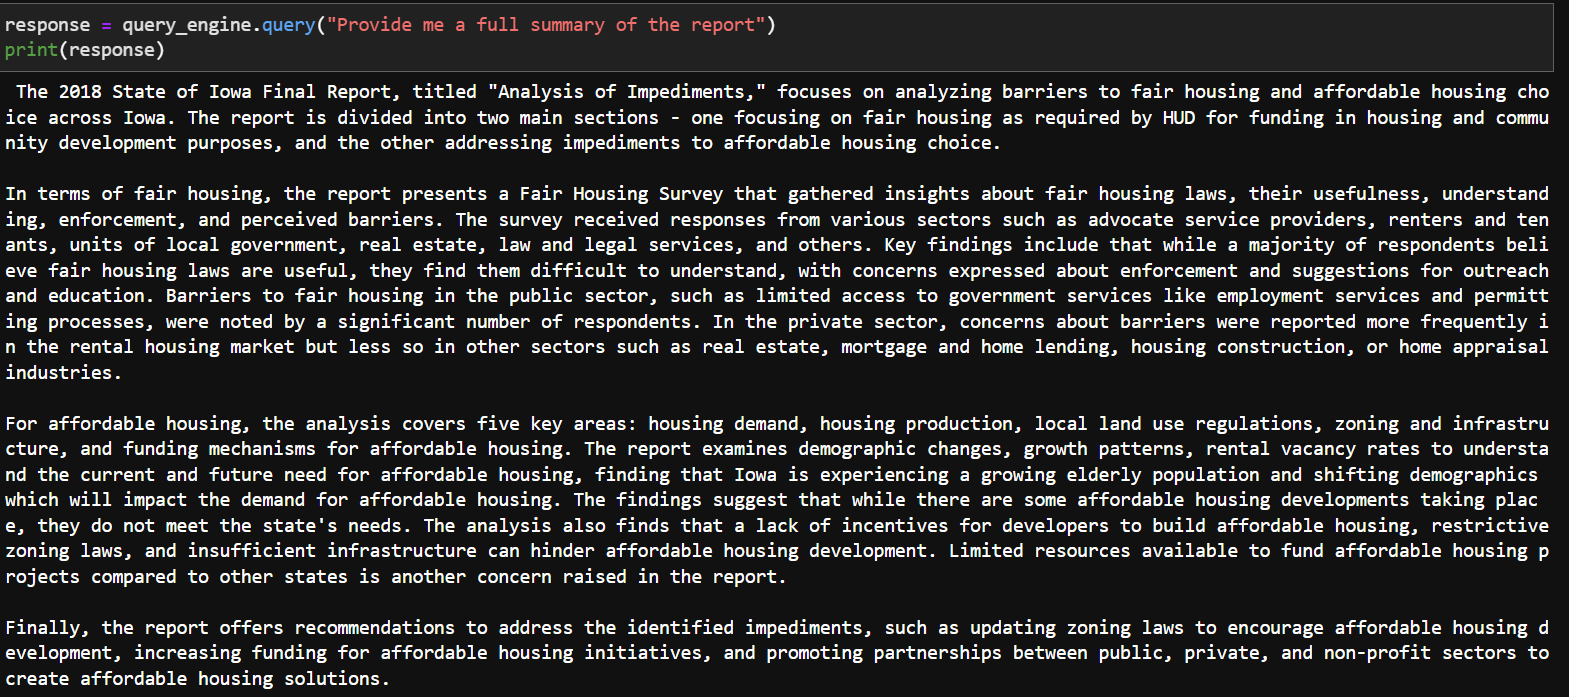 response = query_engine.query("Provide me a full summary of the report")
print(response)
The 2018 State of Iowa Final Report, titled "Analysis of Impediments," focuses on analyzing barriers to fair housing and affordable housing cho
ice across Iowa. The report is divided into two main sections - one focusing on fair housing as required by HUD for funding in housing and commu
nity development purposes, and the other addressing impediments to affordable housing choice.

In terms of fair housing, the report presents a Fair Housing Survey that gathered insights about fair housing laws, their usefulness, understand
ing, enforcement, and perceived barriers. The survey received responses from various sectors such as advocate service providers, renters and ten
ants, units of local government, real estate, law and legal services, and others. Key findings include that while a majority of respondents beli
eve fair housing laws are useful, they find them difficult to understand, with concerns expressed about enforcement and suggestions for outreach
and education. Barriers to fair housing in the public sector, such as limited access to government services like employment services and permitt
ing processes, were noted by a significant number of respondents. In the private sector, concerns about barriers were reported more frequently i
n the rental housing market but less so in other sectors such as real estate, mortgage and home lending, housing construction, or home appraisal
industries.

For affordable housing, the analysis covers five key areas: housing demand, housing production, local land use regulations, zoning and infrastru
cture, and funding mechanisms for affordable housing. The report examines demographic changes, growth patterns, rental vacancy rates to understa
nd the current and future need for affordable housing, finding that Iowa is experiencing a growing elderly population and shifting demographics
which will impact the demand for affordable housing. The findings suggest that while there are some affordable housing developments taking plac
e, they do not meet the state's needs. The analysis also finds that a lack of incentives for developers to build affordable housing, restrictive
zoning laws, and insufficient infrastructure can hinder affordable housing development. Limited resources available to fund affordable housing p
rojects compared to other states is another concern raised in the report.

Finally, the report offers recommendations to address the identified impediments, such as updating zoning laws to encourage affordable housing d
evelopment, increasing funding for affordable housing initiatives, and promoting partnerships between public, private, and non-profit sectors to
create affordable housing solutions.